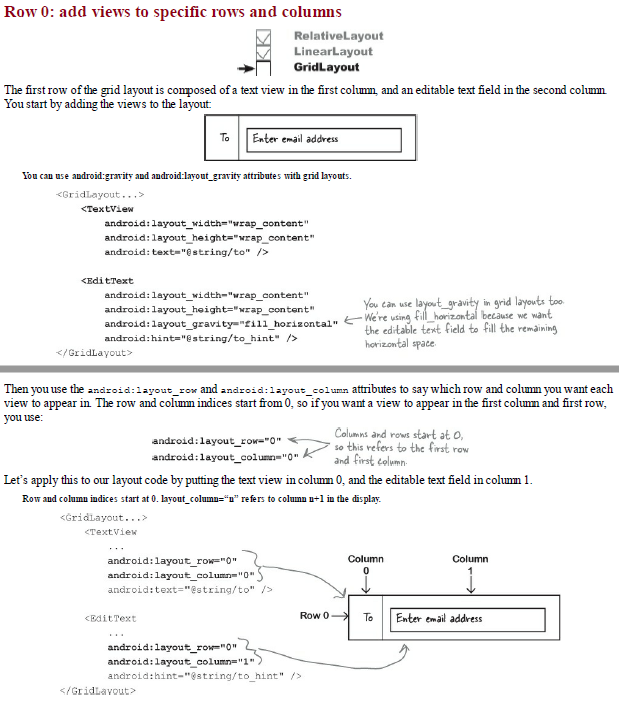 Row 0: add views to specific rows and columns
RelativeLayout
LinearLayout
GridLayout
The first row of the grid layout is composed of a text view in the first column, and an editable text field in the second column.
You start by adding the views to the layout:
To
Enter email address
You can use android:gravity and android:layout_gravity attributes with grid layouts.
<GridLayout...>
<TextView
android:layout_width="wrap_content"
android:layout_height="wrap_content"
android:text="@string/to" />
<EditText
android:layout_width="wrap_content"
android:layout_height="wrap_content"
android:layout_gravity="fill_horizontal"
android:hint="@string/to_hint" />
</GridLayout>
You can use layout_gravity in grid layouts too.
We're using fill_horizontal because we want
the editable text field to fill the remaining
horizontal space.
Then you use the android:layout_row and android:layout_column attributes to say which row and column you want each
view to appear in. The row and column indices start from 0, so if you want a view to appear in the first column and first row,
you use:
android:layout_row="0"
android:layout_column="0"
Columns and rows start at 0,
so this refers to the first row
and first column.
Let's apply this to our layout code by putting the text view in column 0, and the editable text field in column 1.
Row and column indices start at 0. layout_column="n" refers to column n+1 in the display.
<GridLayout...>
<TextView
...
android:layout_row="0"
android:layout_column="0"
android:text="@string/to" />
<EditText
...
android:layout_row="0"
android:layout_column="1"
android:hint="@string/to_hint" />
</GridLayout>
Column
0
Column
1
Row 0
To
Enter email address